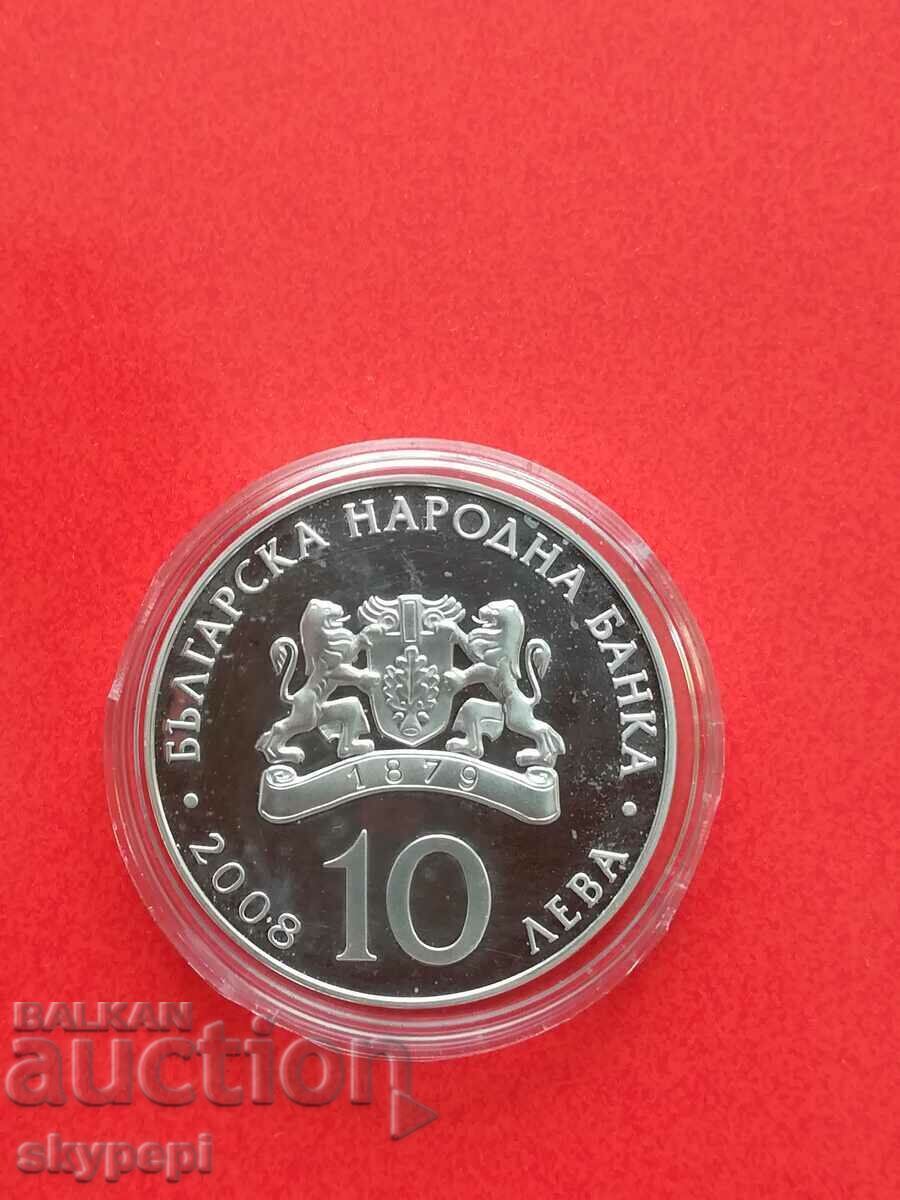 БЪЛГАРСКА НАРОДНА БАНКА
1879
10
2008
ЛЕВА
BALKAN
auction
skypepi